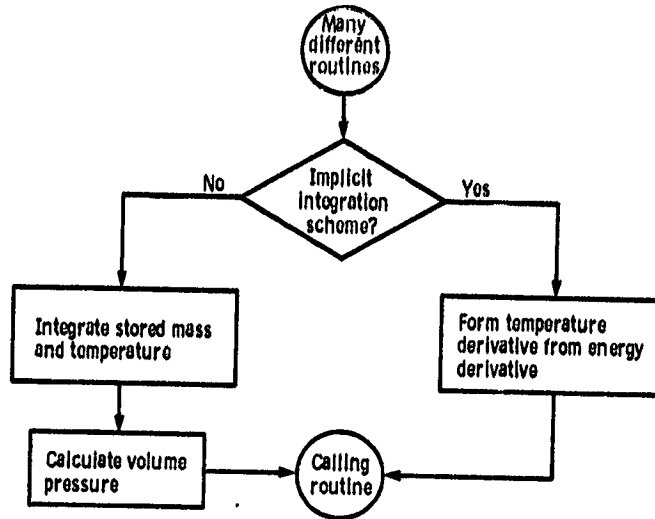 Many
different
routines
Implicit
integration
scheme?
No
Yes
Integrate stored mass
and temperature
Form temperature
derivative from energy
derivative
Calculate volume
pressure
Calling
routine